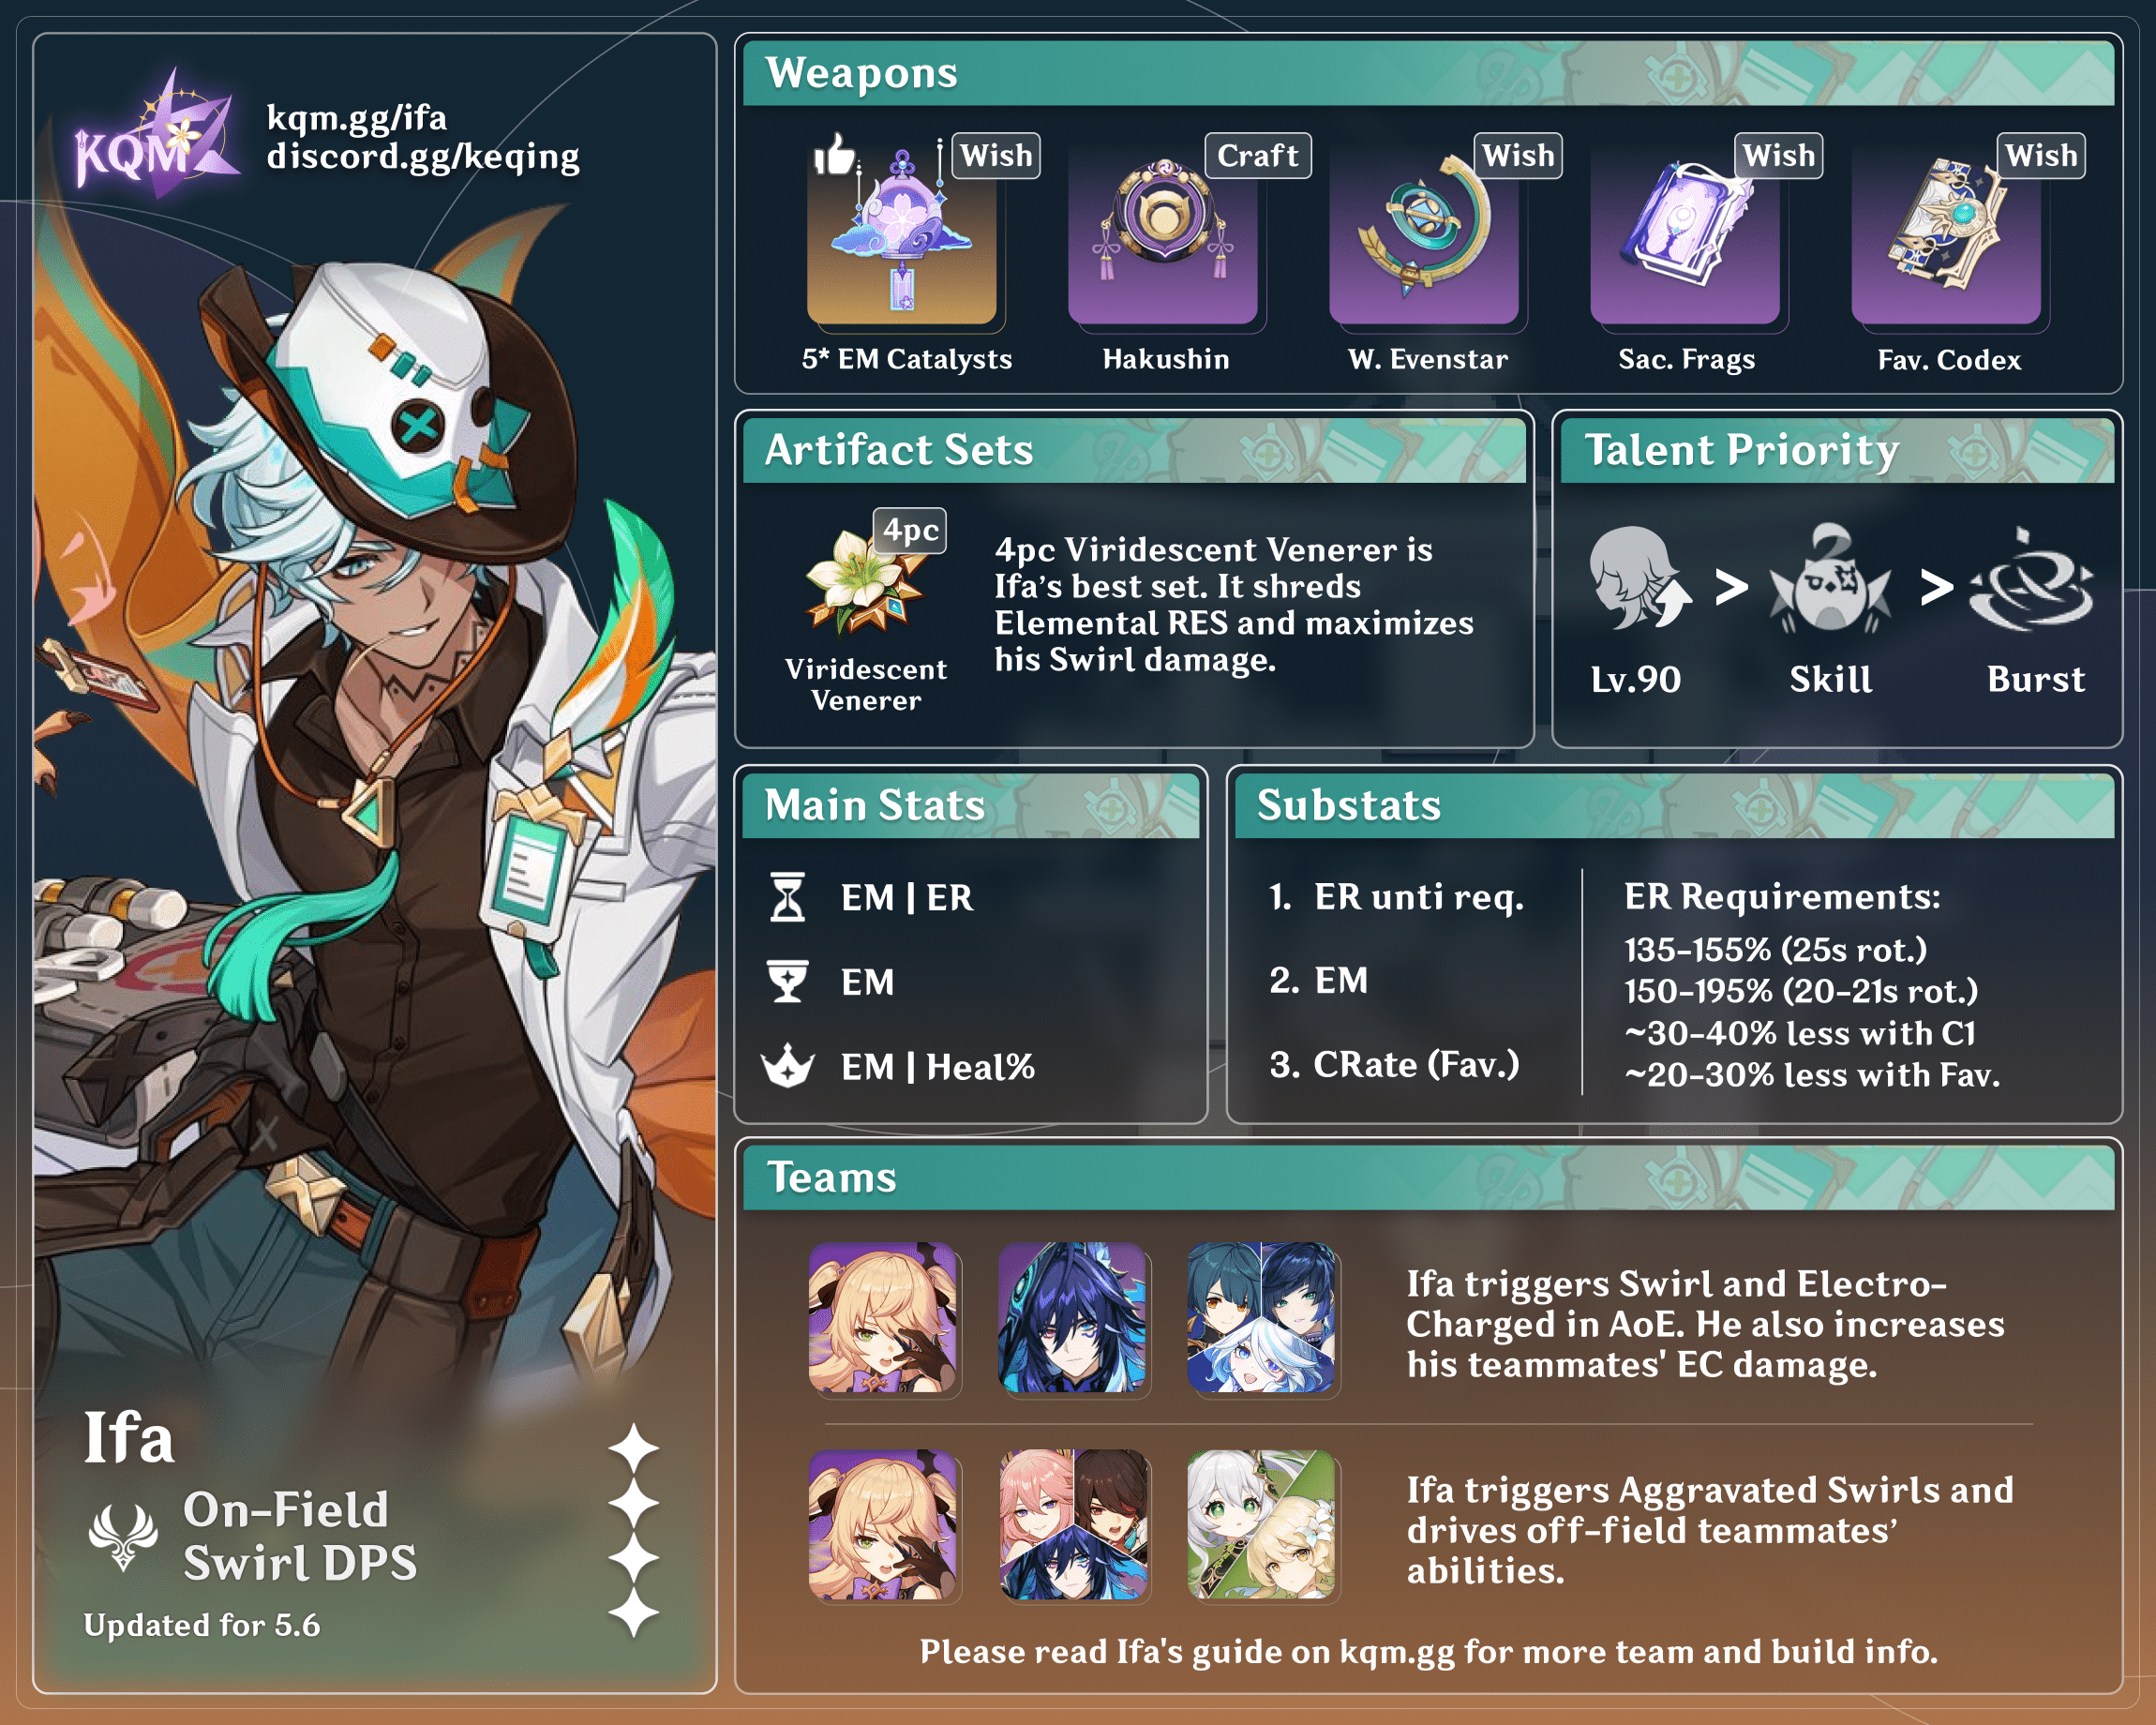 KQM
kqm.gg/ifa
discord.gg/keqing
Ifa
On-Field
Swirl DPS
Updated for 5.6
Weapons
Wish
Craft
Wish
Wish
Wish
5* EM Catalysts
Hakushin
W. Evenstar
Sac. Frags
Fav. Codex
Artifact Sets
4pc
Viridescent
Venerer
4pc Viridescent Venerer is
Ifa’s best set. It shreds
Elemental RES and maximizes
his Swirl damage.
Talent Priority
> >
Lv.90
Skill
Burst
Main Stats
EM | ER
EM
EM | Heal%
Substats
1. ER unti req.
2. EM
3. CRate (Fav.)
ER Requirements:
135-155% (25s rot.)
150-195% (20-21s rot.)
~30-40% less with C1
~20-30% less with Fav.
Teams
Ifa triggers Swirl and Electro-
Charged in AoE. He also increases
his teammates' EC damage.
Ifa triggers Aggravated Swirls and
drives off-field teammates’
abilities.
Please read Ifa's guide on kqm.gg for more team and build info.